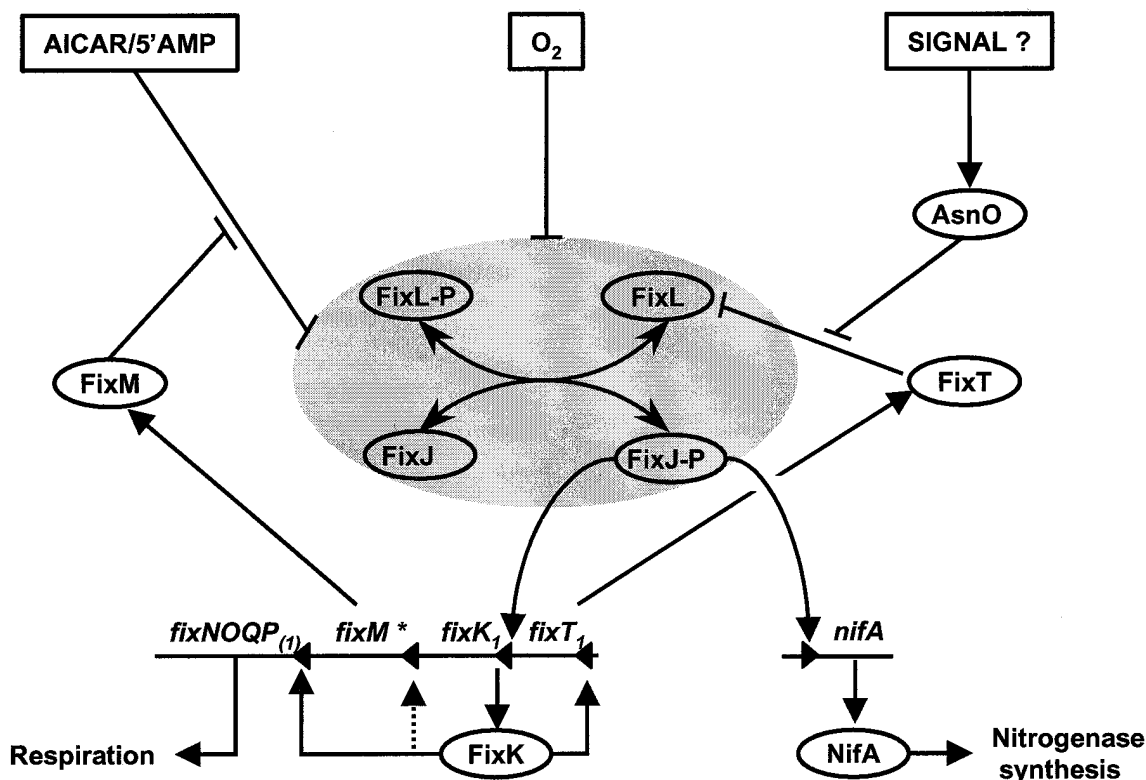 AICAR/5'AMP
O2
SIGNAL ?
AsnO
FixL-P
FixL
FixM
FixT
FixJ
FixJ-P
fixNOQP(1)
fixM *
fixK1
fixT1
nifA
Respiration
FixK
NifA
Nitrogenase
synthesis